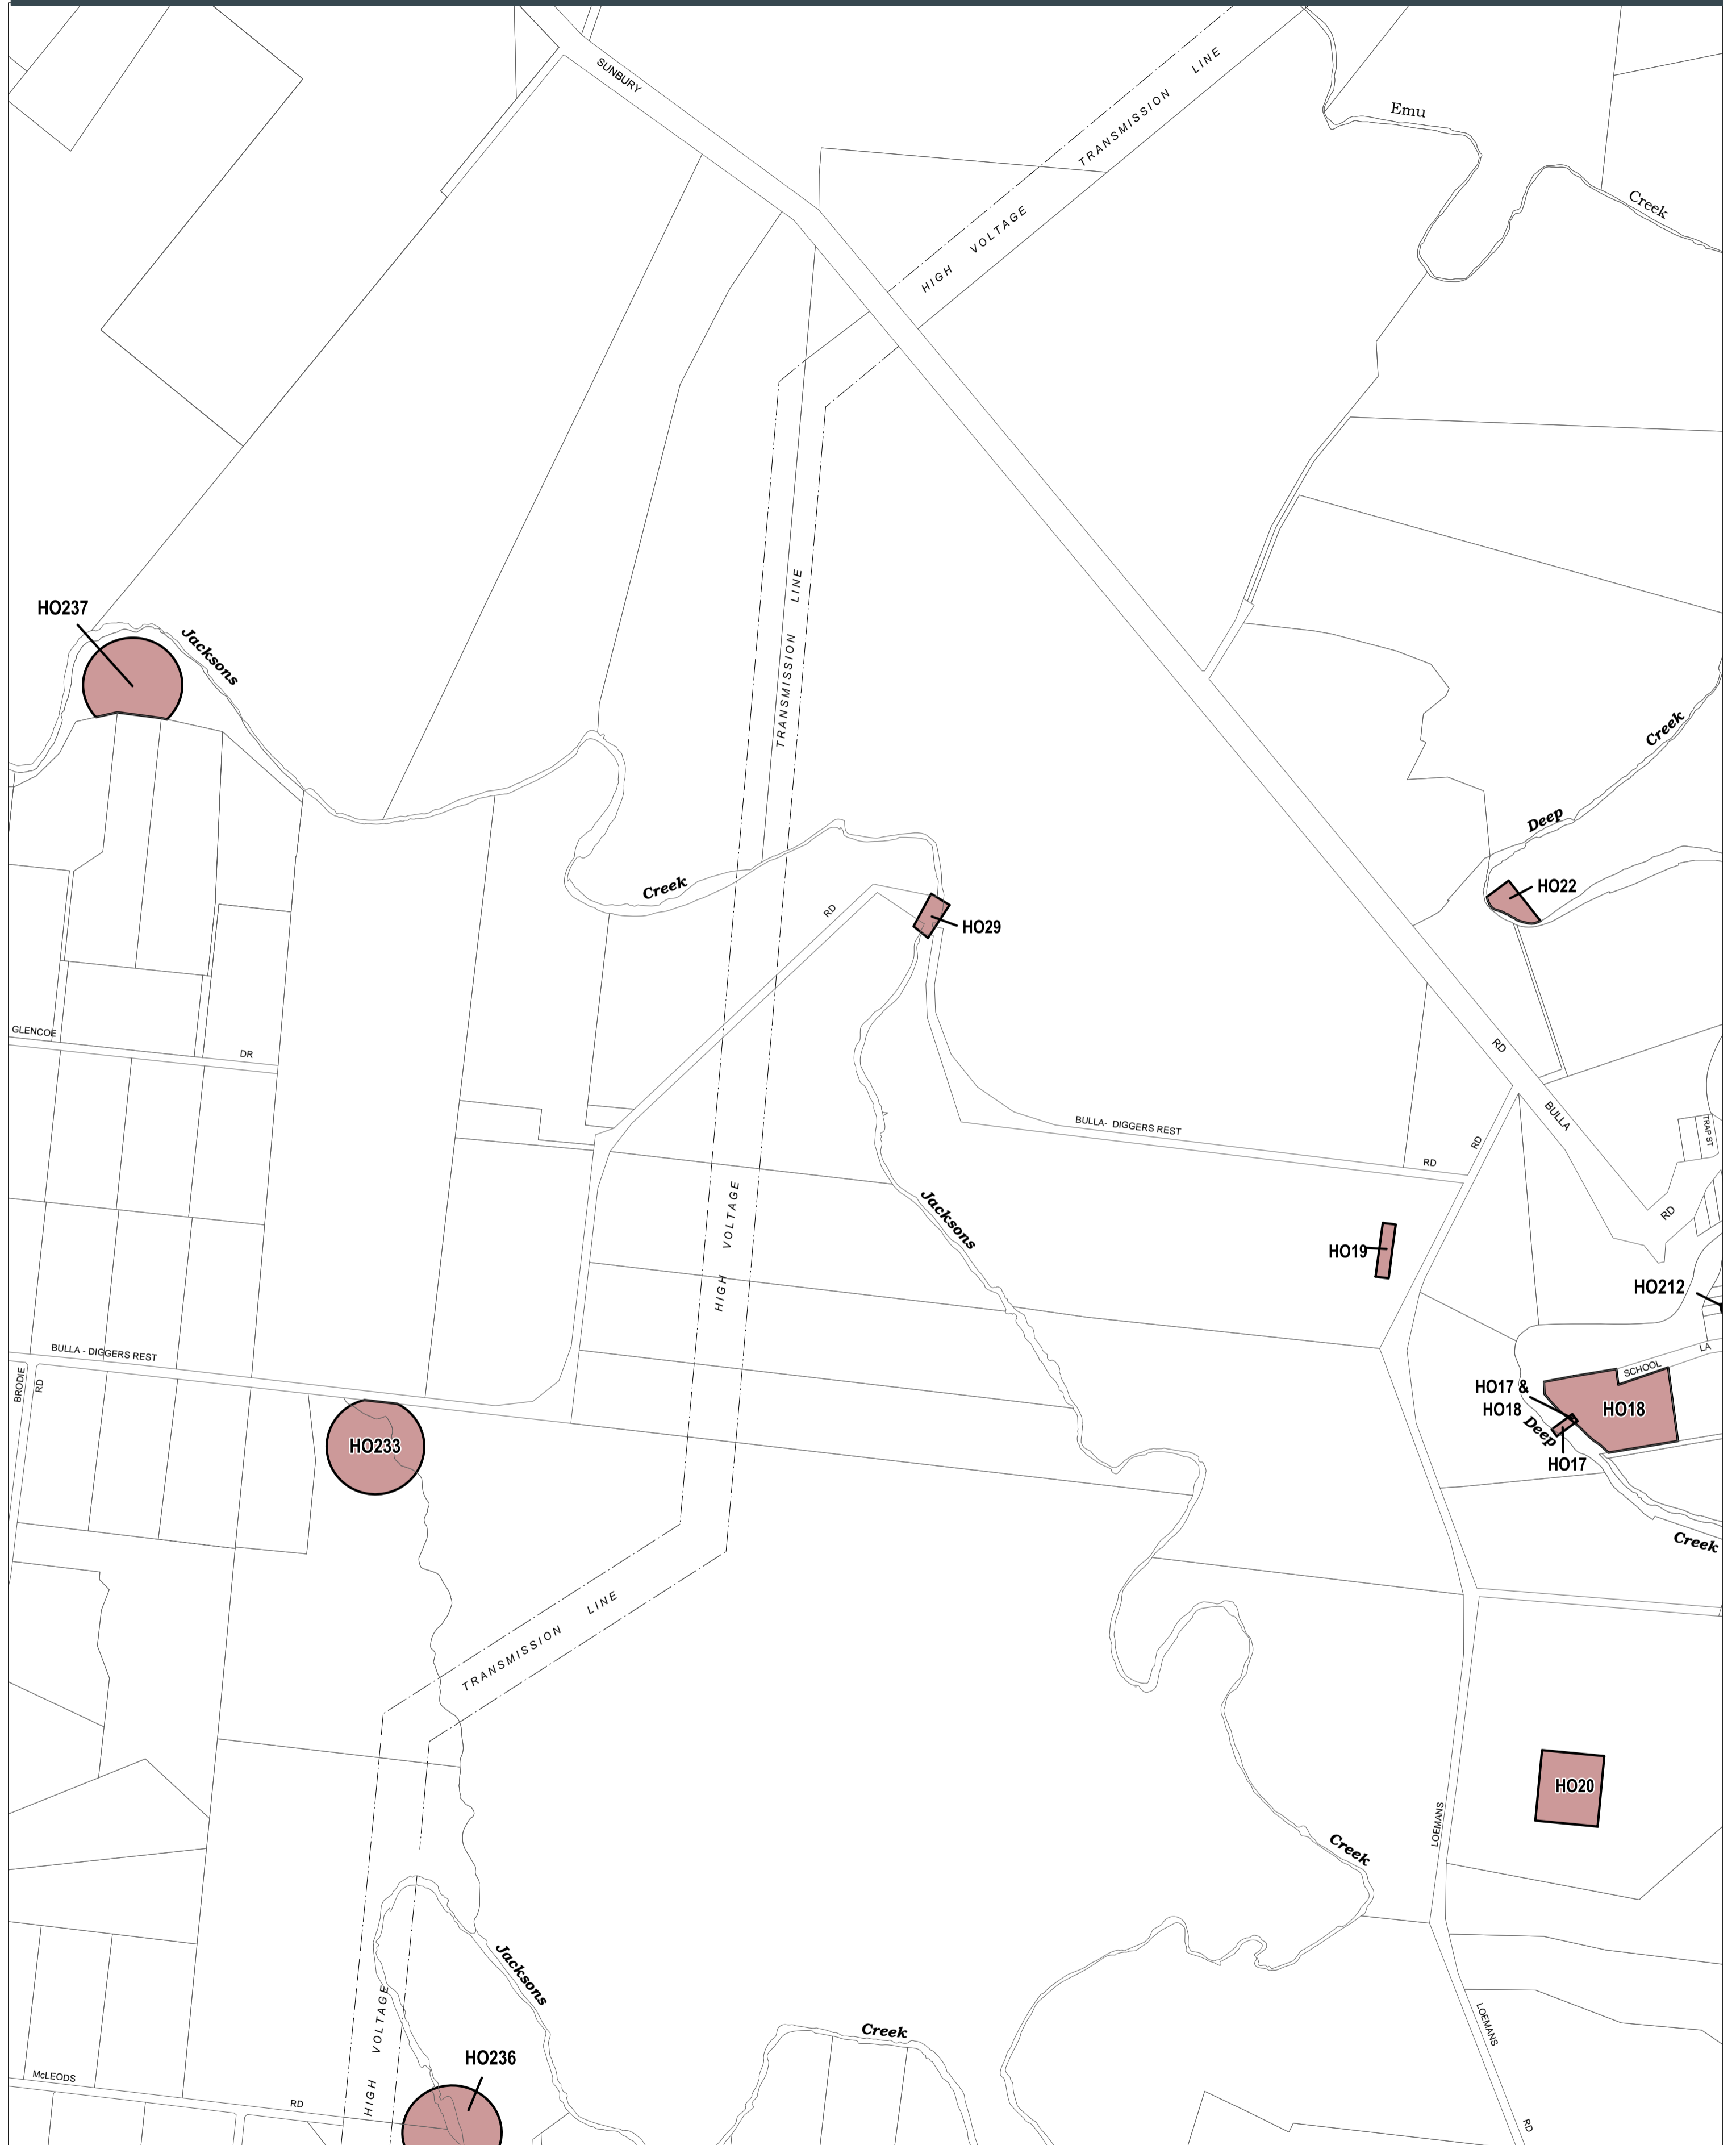 SUNBURY
HIGH VOLTAGE TRANSMISSION LINE
Emu
Creek
HO237
Jacksons
TRANSMISSION LINE
Creek
Deep
Creek
HO22
RD
HO29
GLENCOE
DR
RD
BULLA
BULLA- DIGGERS REST
RD
RD
TRAP ST
RD
HIGH VOLTAGE
Jacksons
HO19
HO212
BULLA - DIGGERS REST
BRODIE
RD
SCHOOL
LA
HO17 &
HO18
HO18
Deep
HO17
HO233
Creek
TRANSMISSION LINE
HO20
LOEMANS
Creek
Jacksons
HIGH VOLTAGE
Creek
LOEMANS
HO236
McLEODS
RD
RD